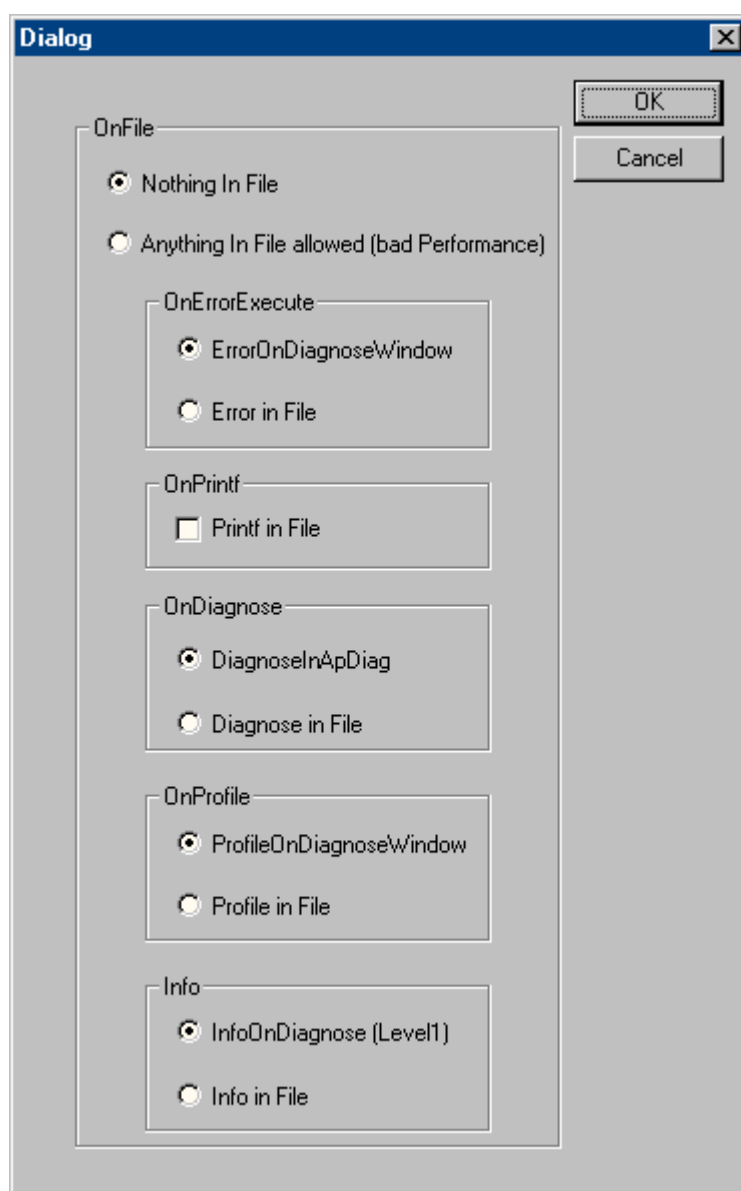 Dialog
OK
Cancel
OnFile
Nothing In File
Anything In File allowed (bad Performance)
OnErrorExecute
ErrorOnDiagnoseWindow
Error in File
OnPrintf
Printf in File
OnDiagnose
DiagnoseInApDiag
Diagnose in File
OnProfile
ProfileOnDiagnoseWindow
Profile in File
Info
InfoOnDiagnose (Level1)
Info in File